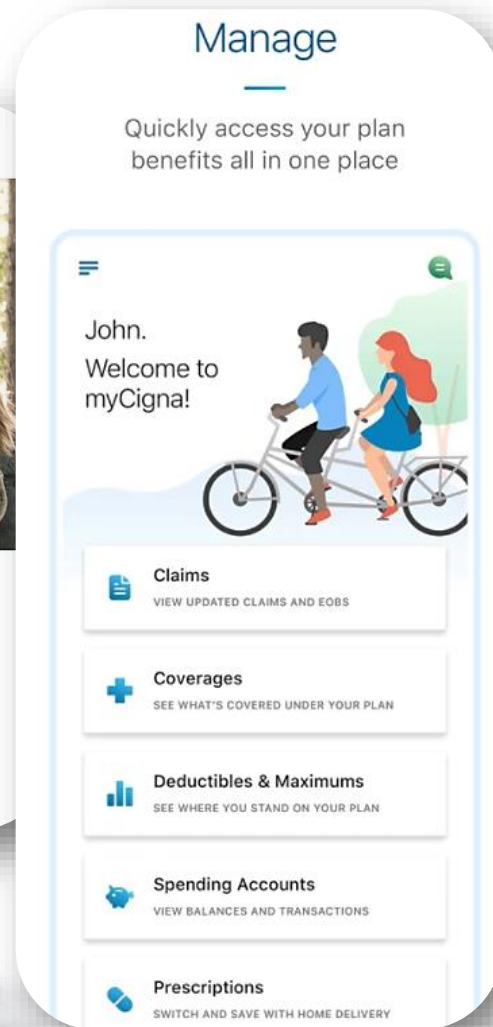 Manage
Quickly access your plan
benefits all in one place
John.
Welcome to
myCigna!
Claims
VIEW UPDATED CLAIMS AND EOBS
Coverages
SEE WHAT'S COVERED UNDER YOUR PLAN
Deductibles & Maximums
SEE WHERE YOU STAND ON YOUR PLAN
Spending Accounts
VIEW BALANCES AND TRANSACTIONS
Prescriptions
SWITCH AND SAVE WITH HOME DELIVERY